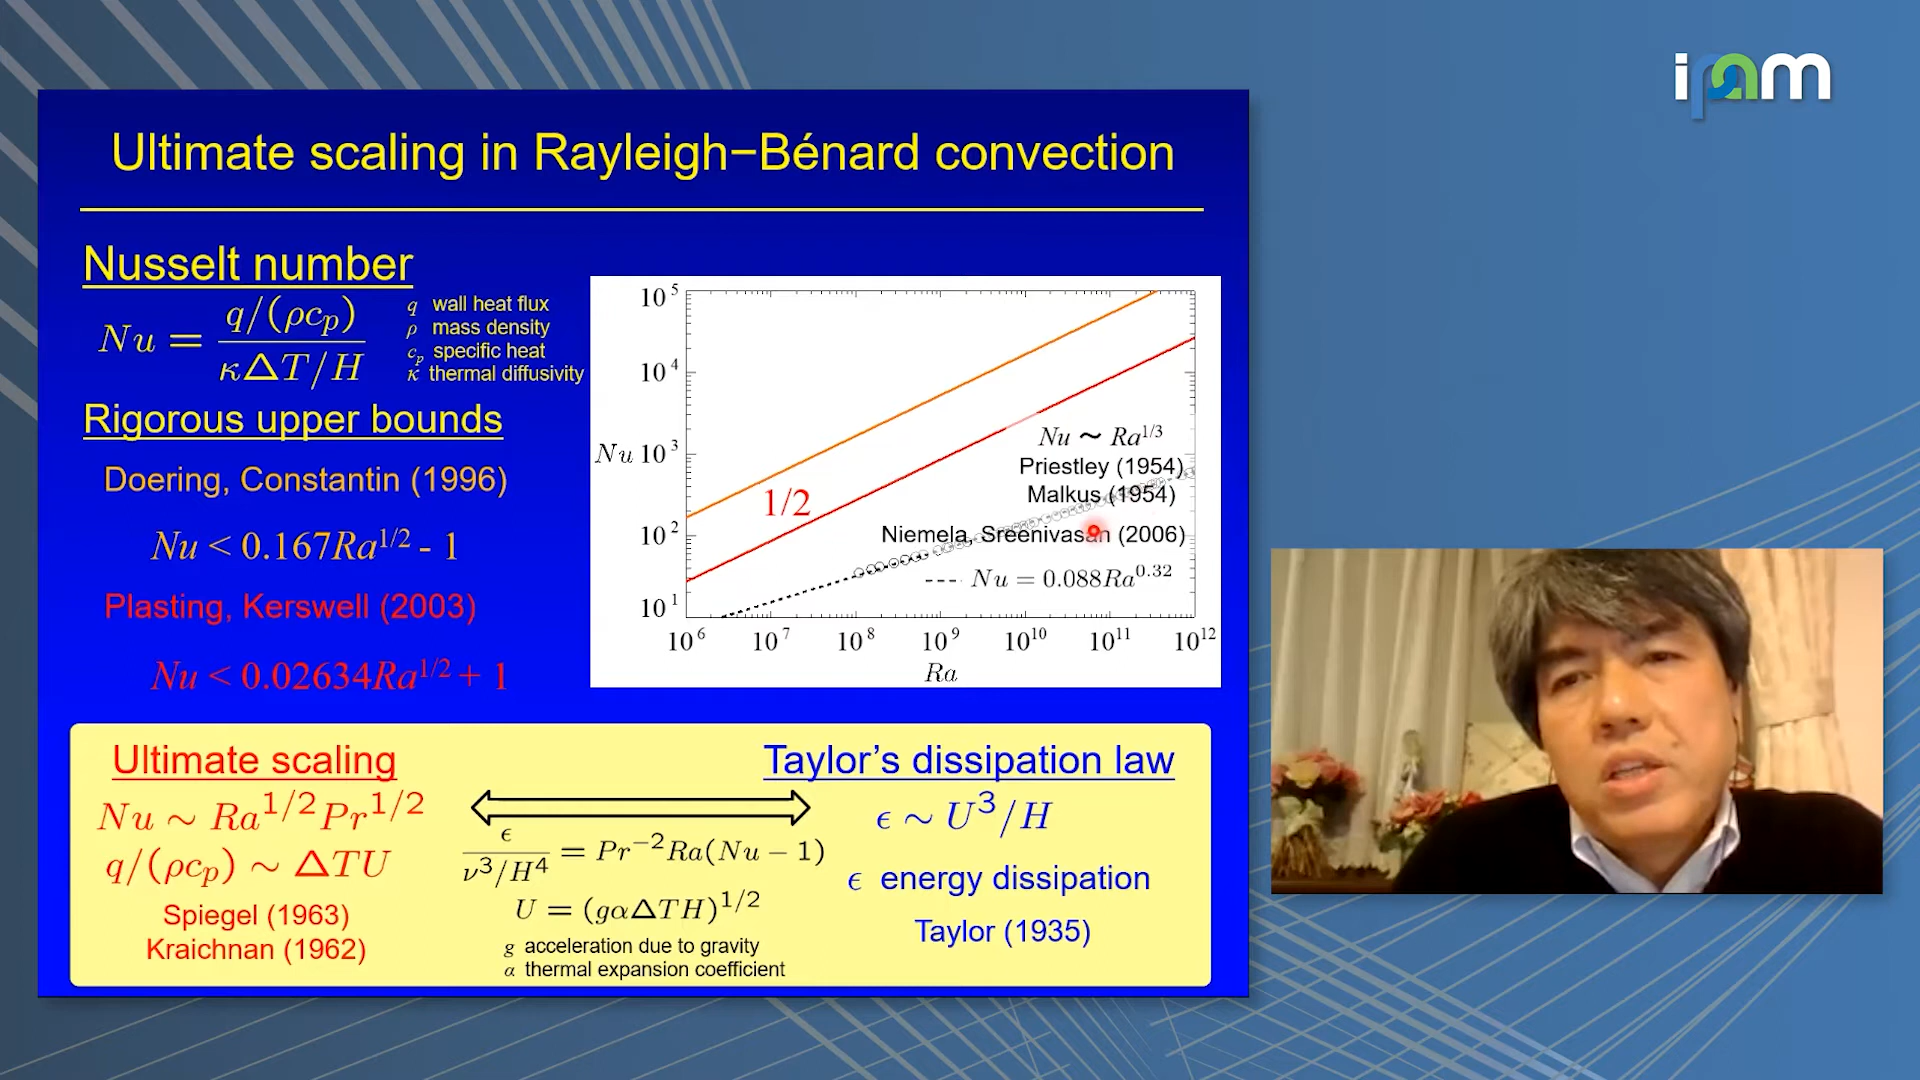 ipam
Ultimate scaling in Rayleigh−Bénard convection
Nusselt number
Nu = q/(ρc_p) / κΔT/H
q wall heat flux
ρ mass density
c_p specific heat
κ thermal diffusivity
Rigorous upper bounds
Doering, Constantin (1996)
Nu < 0.167Ra^{1/2} - 1
Plasting, Kerswell (2003)
Nu < 0.02634Ra^{1/2} + 1
10^5
10^4
Nu 10^3
10^2
10^1
1/2
Nu ∼ Ra^{1/3}
Priestley (1954)
Malkus (1954)
Niemela, Sreenivasan (2006)
---- Nu = 0.088Ra^{0.32}
10^6 10^7 10^8 10^9 10^10 10^11 10^12
Ra
Ultimate scaling
Nu ∼ Ra^{1/2}Pr^{1/2}
q/(ρc_p) ∼ ΔTU
Spiegel (1963)
Kraichnan (1962)
ϵ / ν^3/H^4 = Pr^{−2}Ra(Nu − 1)
U = (gαΔTH)^{1/2}
g acceleration due to gravity
α thermal expansion coefficient
Taylor's dissipation law
ϵ ∼ U^3/H
ϵ energy dissipation
Taylor (1935)